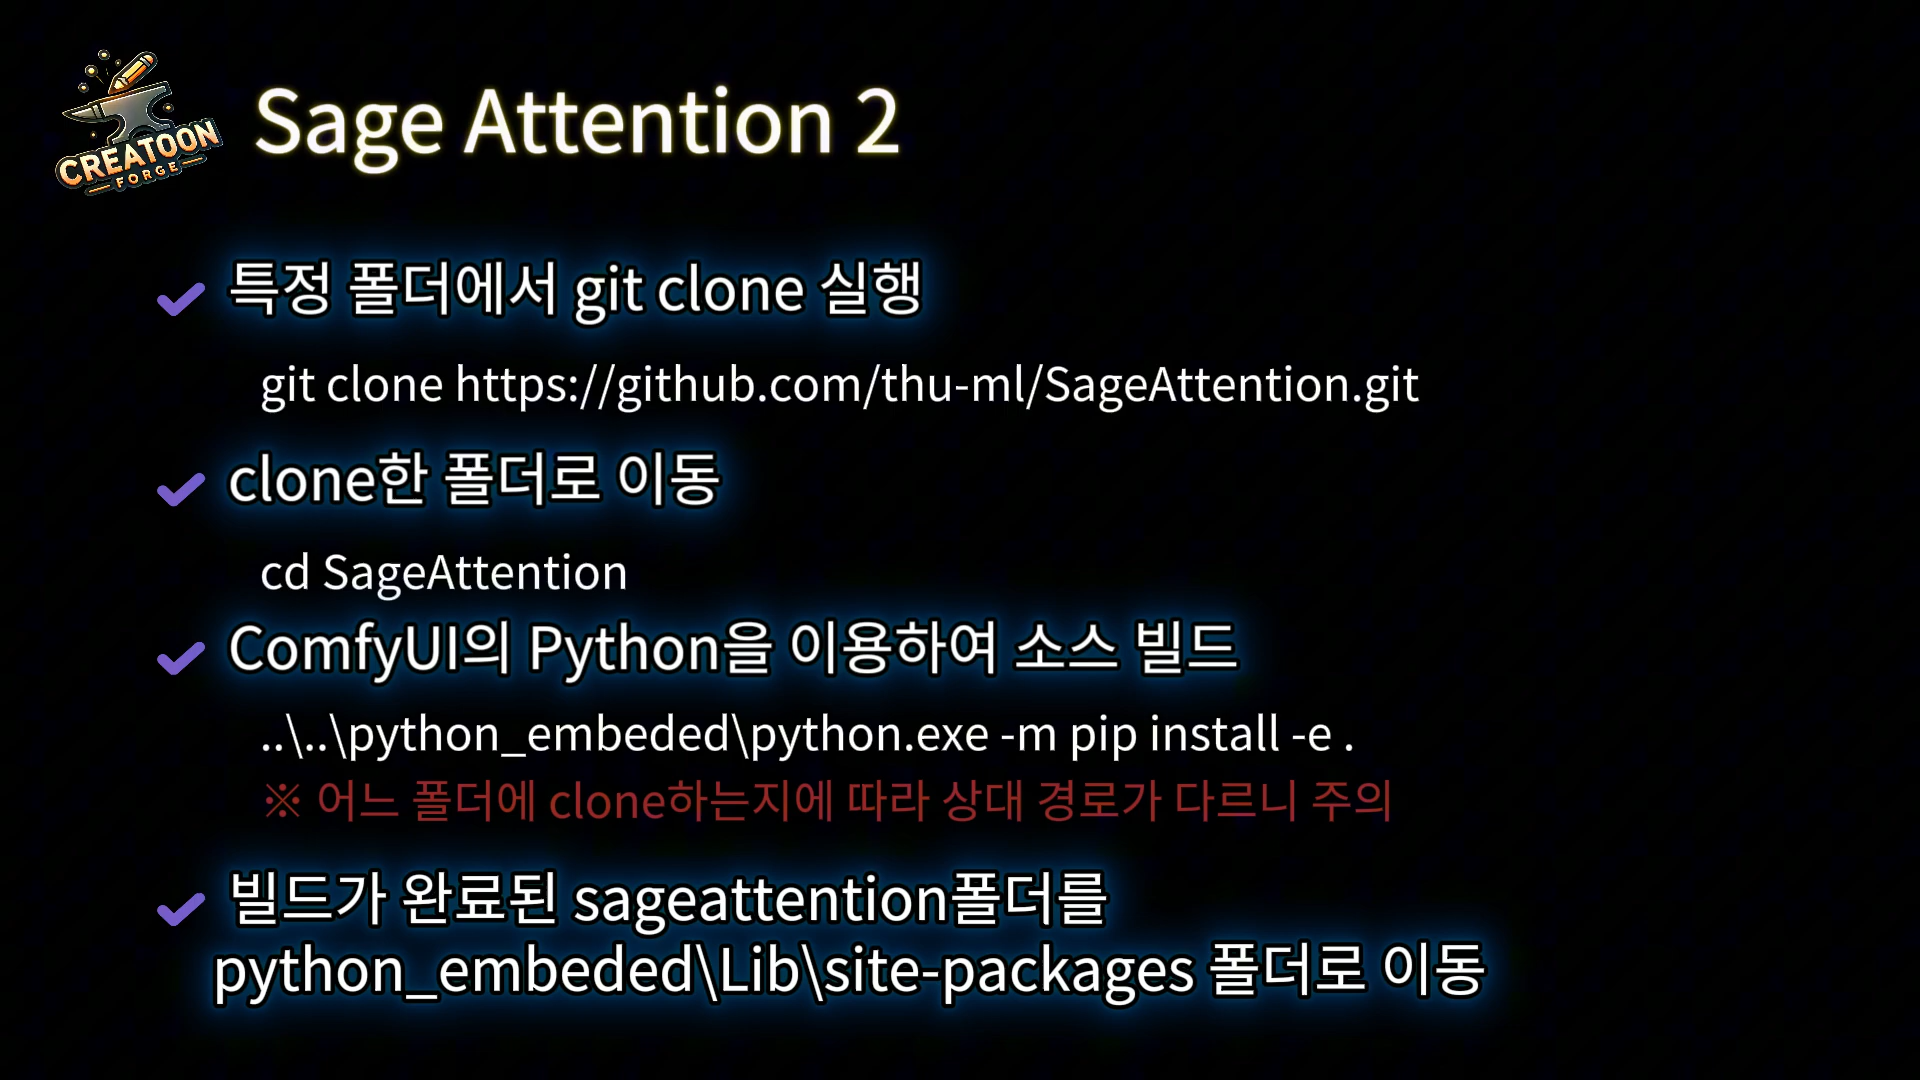 CREATOON
FORGE
Sage Attention 2
특정 폴더에서 git clone 실행
git clone https://github.com/thu-ml/SageAttention.git
clone한 폴더로 이동
cd SageAttention
ComfyUI의 Python을 이용하여 소스 빌드
..\..\python_embeded\python.exe -m pip install -e .
※ 어느 폴더에 clone하는지에 따라 상대 경로가 다르니 주의
빌드가 완료된 sageattention폴더를
python_embeded\Lib\site-packages 폴더로 이동